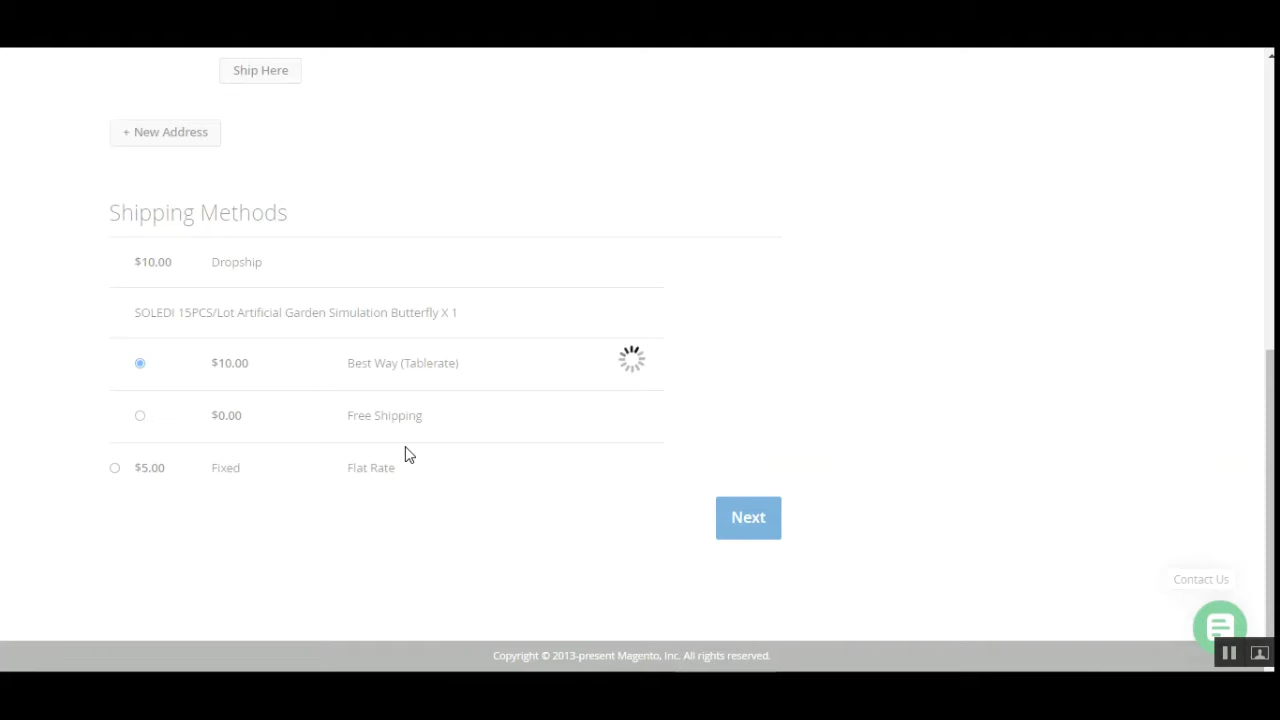 Ship Here
+ New Address
Shipping Methods
$10.00 Dropship
SOLEDI 15PCS/Lot Artificial Garden Simulation Butterfly X 1
$10.00 Best Way (Tablerate)
$0.00 Free Shipping
$5.00 Fixed Flat Rate
Next
Contact Us
Copyright © 2013-present Magento, Inc. All rights reserved.